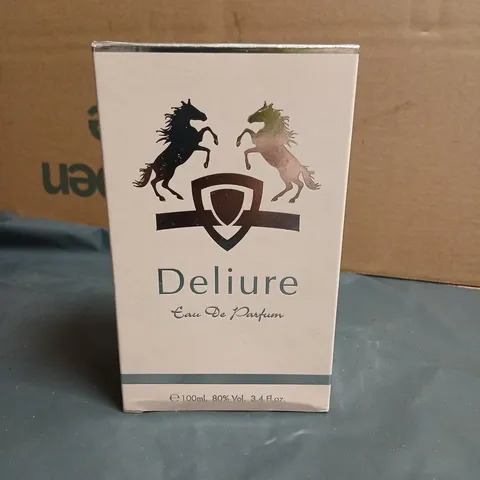 Deliure
Eau De Parfum
℮100ml. 80% Vol. 3.4 Fl.oz.